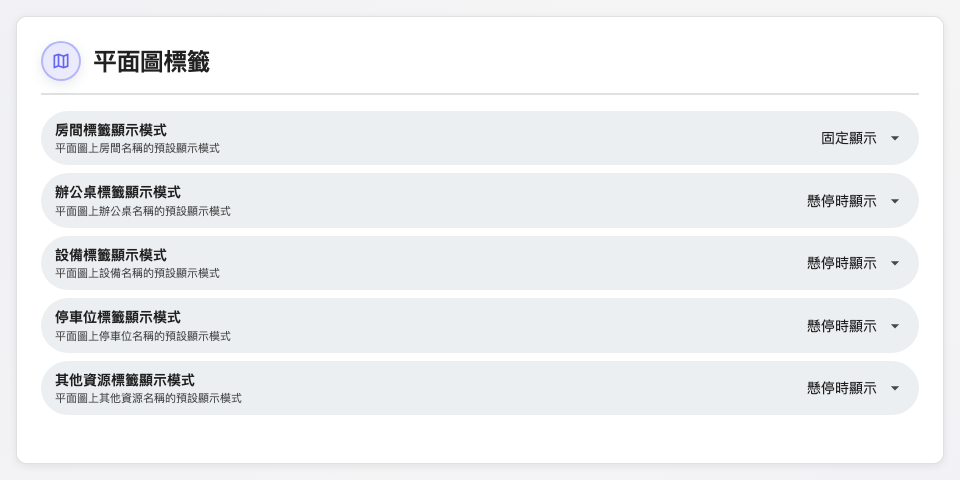 平面圖標籤
房間標籤顯示模式
平面圖上房間名稱的預設顯示模式
固定顯示
辦公桌標籤顯示模式
平面圖上辦公桌名稱的預設顯示模式
懸停時顯示
設備標籤顯示模式
平面圖上設備名稱的預設顯示模式
懸停時顯示
停車位標籤顯示模式
平面圖上停車位名稱的預設顯示模式
懸停時顯示
其他資源標籤顯示模式
平面圖上其他資源名稱的預設顯示模式
懸停時顯示